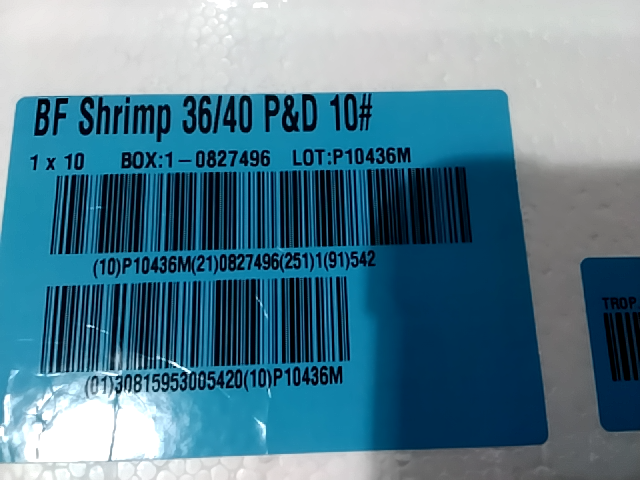 BF Shrimp 36/40 P&D 10#
1 x 10 BOX:1-0827496 LOT:P10436M
(10)P10436M(21)0827496(251)1(91)542
(01)30815953005420(10)P10436M
TROP